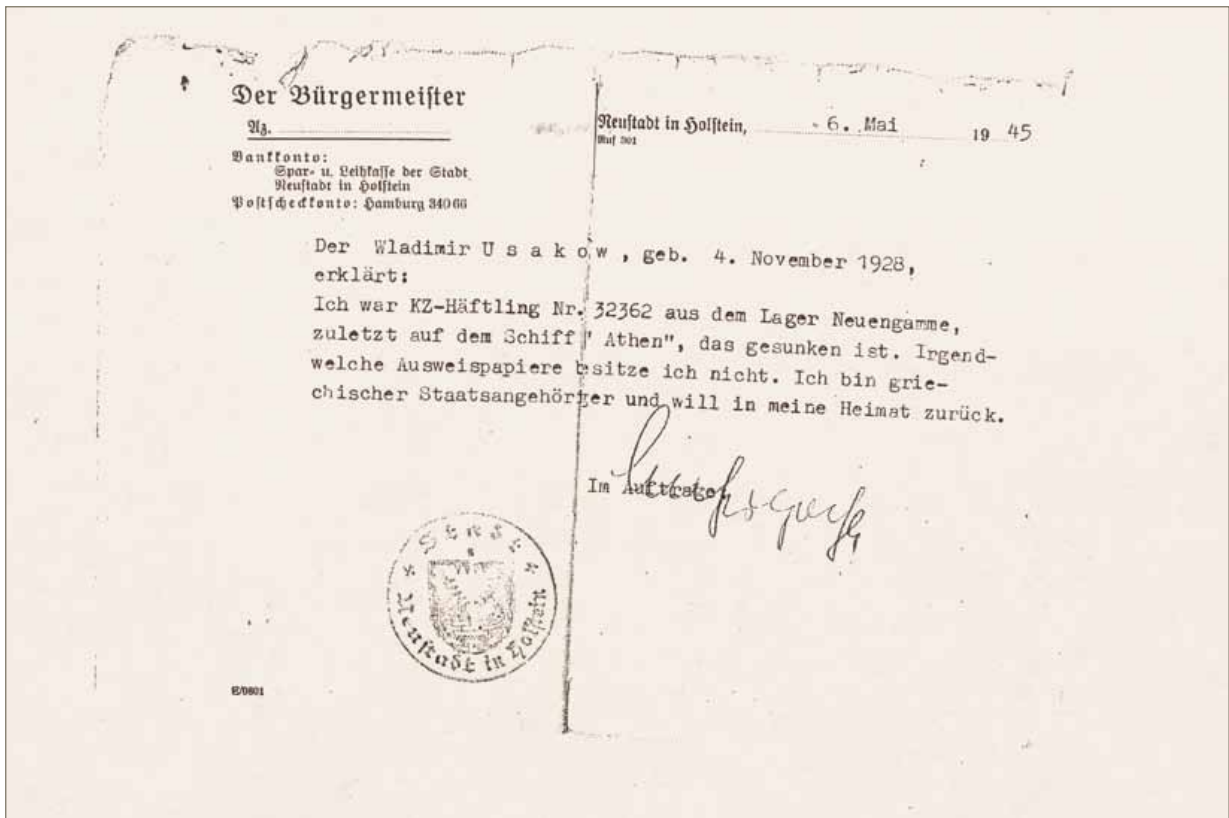 Der Bürgermeister
Az.
Bankkonto:
Spar- u. Leihkasse der Stadt
Neustadt in Holstein
Postscheckkonto: Hamburg 34066
Neustadt in Holstein, - 6. Mai 19 45
Ruf 301
Der Wladimir U s a k o w , geb. 4. November 1928,
erklärt:
Ich war KZ-Häftling Nr. 32362 aus dem Lager Neuengamme,
zuletzt auf dem Schiff " Athen", das gesunken ist. Irgend-
welche Ausweispapiere besitze ich nicht. Ich bin grie-
chischer Staatsangehöriger und will in meine Heimat zurück.
Im Auftrage
Stadt
Neustadt in Holstein
E/0801